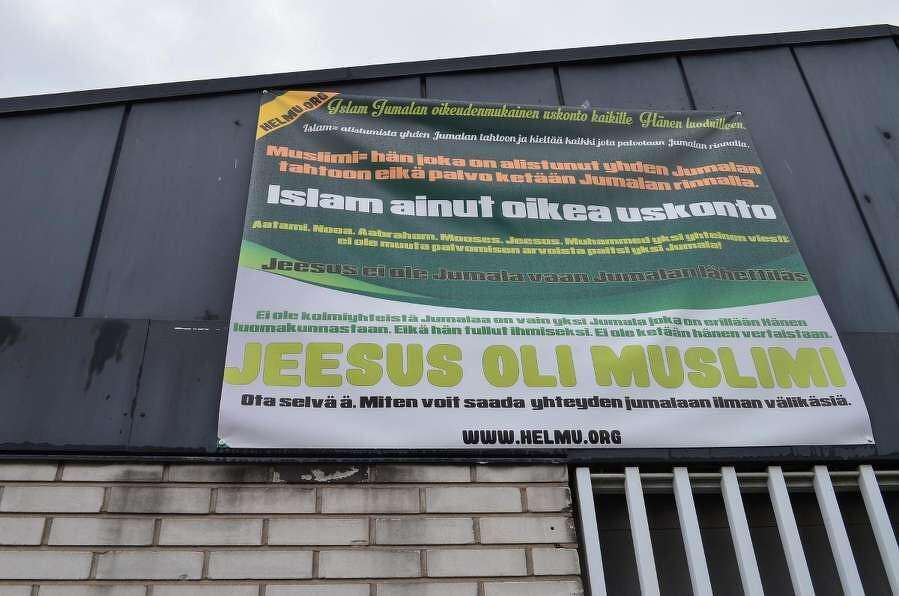 HELMU.ORG
Islam Jumalan oikeudenmukainen uskonto kaikille Hänen luoduilleen.
Islam= alistumista yhden Jumalan tahtoon ja kieltää kaikki jota palvotaan Jumalan rinnalla.
Muslimi= hän joka on alistunut yhden Jumalan
tahtoon eikä palvo ketään Jumalan rinnalla.
Islam ainut oikea uskonto
Aatami, Nooa, Aabraham, Mooses, Jeesus, Muhammed yksi yhteinen viesti:
ei ole muuta palvomisen arvoista paitsi yksi Jumala!
Jeesus ei ole Jumala vaan Jumalan lähettiläs
Ei ole kolmiyhteistä Jumalaa on vain yksi Jumala joka on erillään Hänen
luomakunnastaan. Eikä hän tullut ihmiseksi. Ei ole ketään hänen vertaistaan.
JEESUS OLI MUSLIMI
Ota selvä ä. Miten voit saada yhteyden jumalaan ilman välikäsiä.
WWW.HELMU.ORG